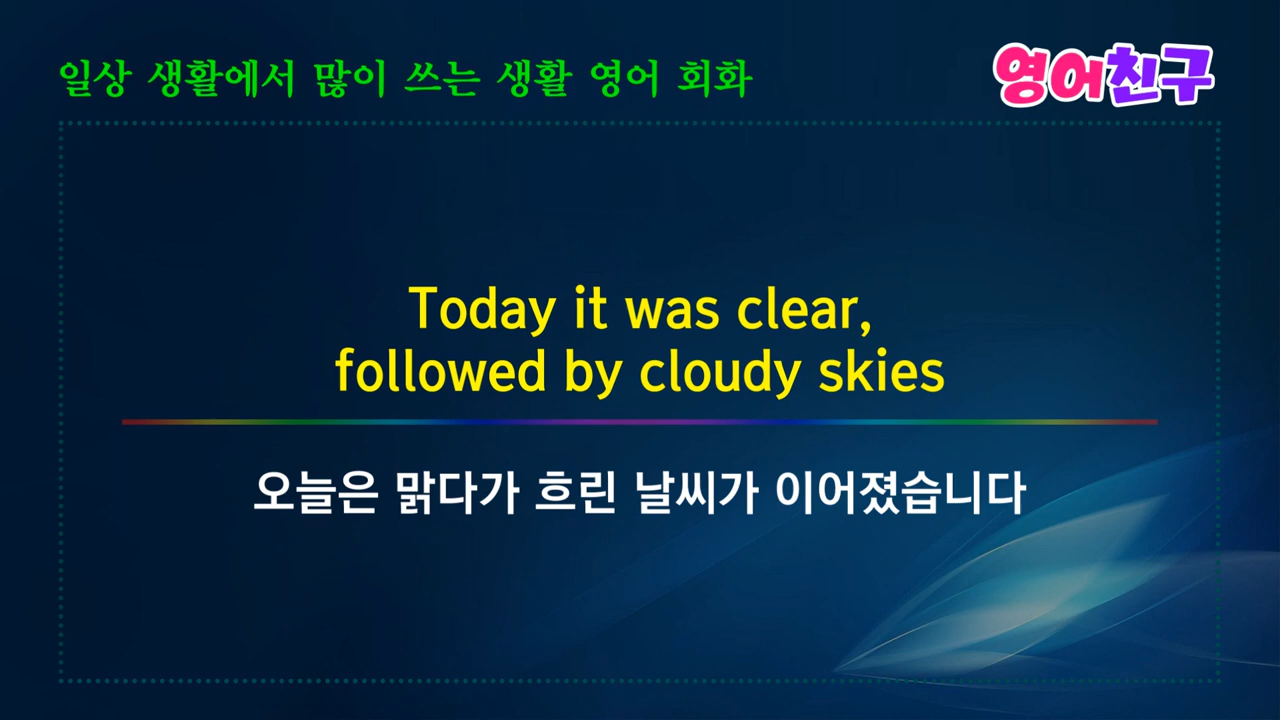 일상 생활에서 많이 쓰는 생활 영어 회화
영어친구
Today it was clear,
followed by cloudy skies
오늘은 맑다가 흐린 날씨가 이어졌습니다